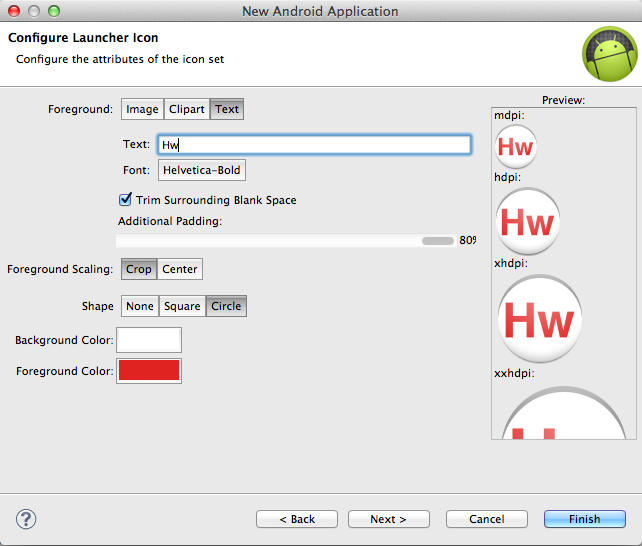 New Android Application
Configure Launcher Icon
Configure the attributes of the icon set
Foreground: Image Clipart Text
Text: Hw
Font: Helvetica-Bold
Trim Surrounding Blank Space
Additional Padding:
80%
Foreground Scaling: Crop Center
Shape None Square Circle
Background Color:
Foreground Color:
Preview:
mdpi:
Hw
hdpi:
Hw
xhdpi:
Hw
xxhdpi:
? < Back Next > Cancel Finish